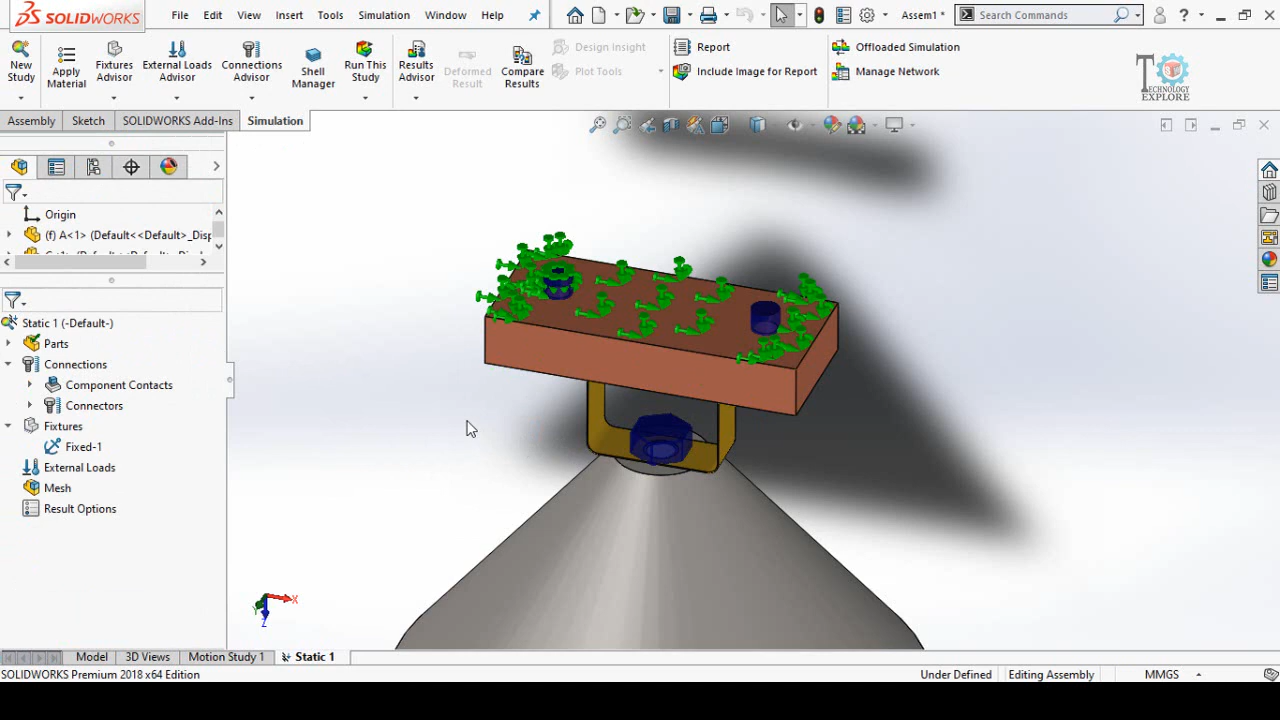 SOLIDWORKS
File Edit View Insert Tools Simulation Window Help
Assem1 *
Search Commands
New Study
Apply Material
Fixtures Advisor
External Loads Advisor
Connections Advisor
Shell Manager
Run This Study
Results Advisor
Deformed Result
Compare Results
Design Insight
Plot Tools
Report
Include Image for Report
Offloaded Simulation
Manage Network
TECHNOLOGY
EXPLORE
Assembly Sketch SOLIDWORKS Add-Ins Simulation
Origin
(f) A<1> (Default<<Default>_Disp
Static 1 (-Default-)
Parts
Connections
Component Contacts
Connectors
Fixtures
Fixed-1
External Loads
Mesh
Result Options
X
Y
Z
Model 3D Views Motion Study 1 Static 1
SOLIDWORKS Premium 2018 x64 Edition
Under Defined Editing Assembly MMGS